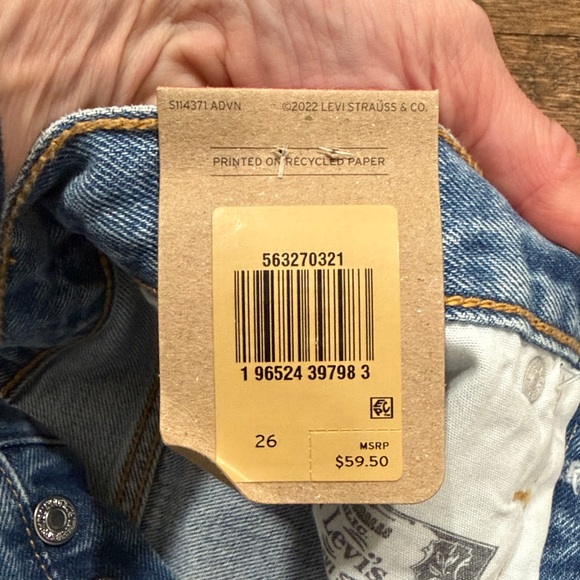 S114371 ADVN ©2022 LEVI STRAUSS & CO.
PRINTED ON RECYCLED PAPER
563270321
1 96524 39798 3
26
MSRP
$59.50
Levi's